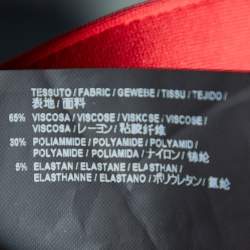 TESSUTO / FABRIC / GEWEBE / TISSU / TEJIDO /
表地 / 面料
65% VISCOSA / VISCOSE / VISKOSE / VISCOSE /
VISCOSA / レーヨン / 粘胶纤维
30% POLIAMMIDE / POLYAMIDE / POLYAMID /
POLYAMIDE / POLIAMIDA / ナイロン / 锦纶
5% ELASTAN / ELASTANE / ELASTHAN /
ELASTHANNE / ELASTANO / ポリウレタン / 氨纶